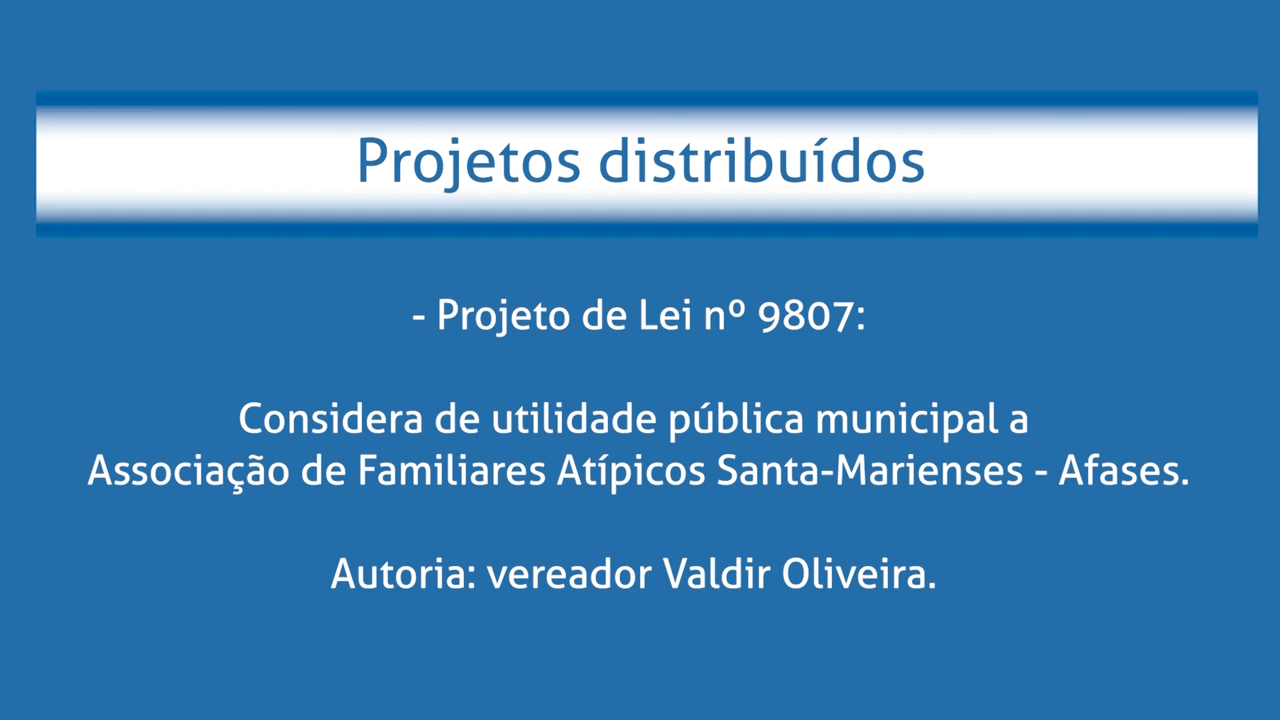 Projetos distribuídos
- Projeto de Lei nº 9807:
Considera de utilidade pública municipal a
Associação de Familiares Atípicos Santa-Marienses - Afases.
Autoria: vereador Valdir Oliveira.